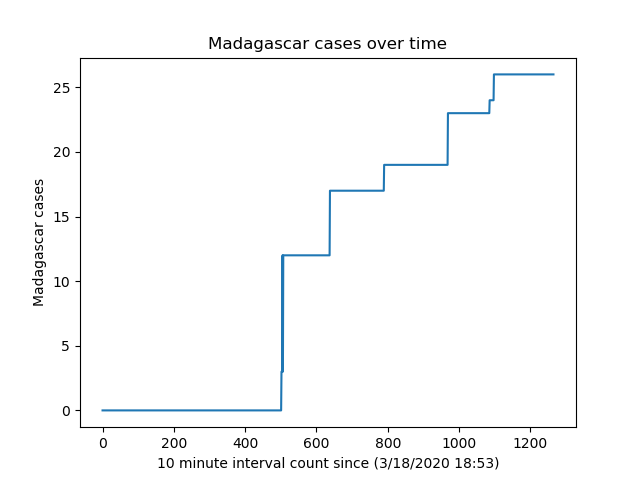 Madagascar cases over time
25
20
15
10
5
0
Madagascar cases
0 200 400 600 800 1000 1200
10 minute interval count since (3/18/2020 18:53)